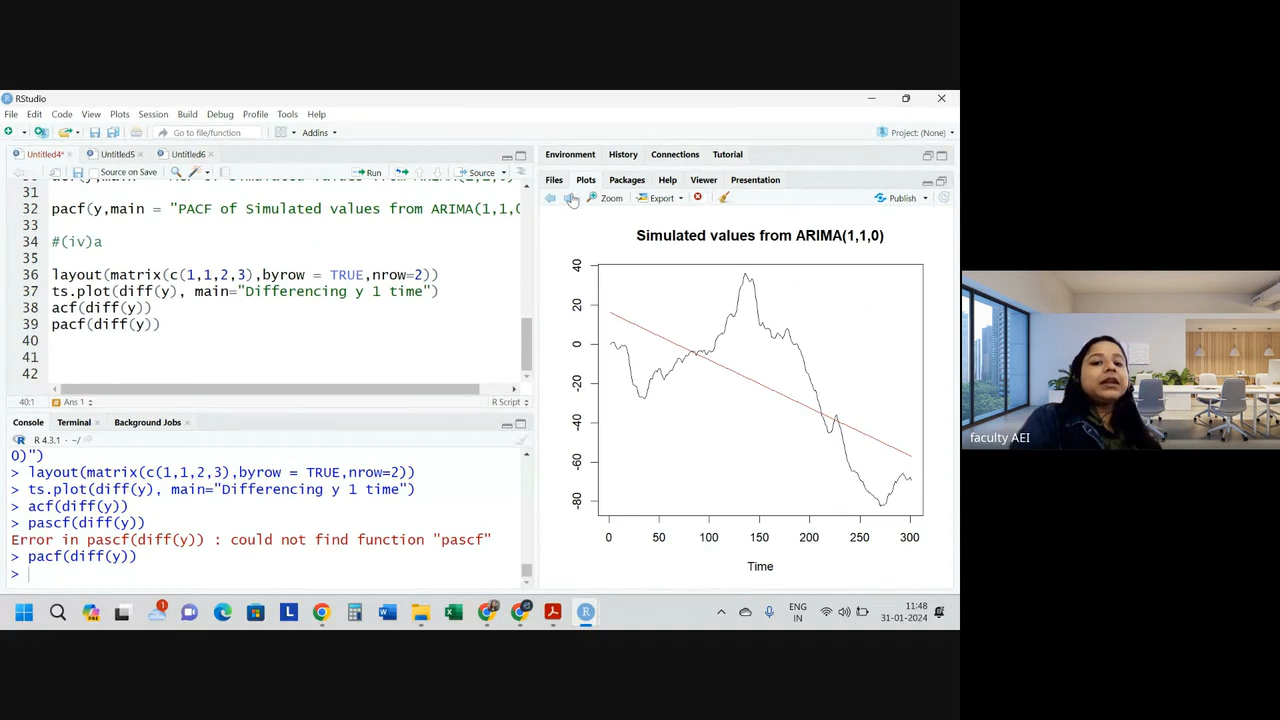 RStudio
File Edit Code View Plots Session Build Debug Profile Tools Help
Go to file/function Addins Project: (None)
Untitled4* Untitled5 Untitled6
Source on Save Run Source
31
32 pacf(y,main = "PACF of Simulated values from ARIMA(1,1,0
33
34 #(iv)a
35
36 layout(matrix(c(1,1,2,3),byrow = TRUE,nrow=2))
37 ts.plot(diff(y), main="Differencing y 1 time")
38 acf(diff(y))
39 pacf(diff(y))
40
41
42
40:1 Ans 1 R Script
Console Terminal Background Jobs
R 4.3.1 · ~/
0)")
> layout(matrix(c(1,1,2,3),byrow = TRUE,nrow=2))
> ts.plot(diff(y), main="Differencing y 1 time")
> acf(diff(y))
> pascf(diff(y))
Error in pascf(diff(y)) : could not find function "pascf"
> pacf(diff(y))
>
Environment History Connections Tutorial
Files Plots Packages Help Viewer Presentation
Zoom Export Publish
Simulated values from ARIMA(1,1,0)
40
20
0
-20
-40
-60
-80
0 50 100 150 200 250 300
Time
faculty AEI
ENG
IN
11:48
31-01-2024